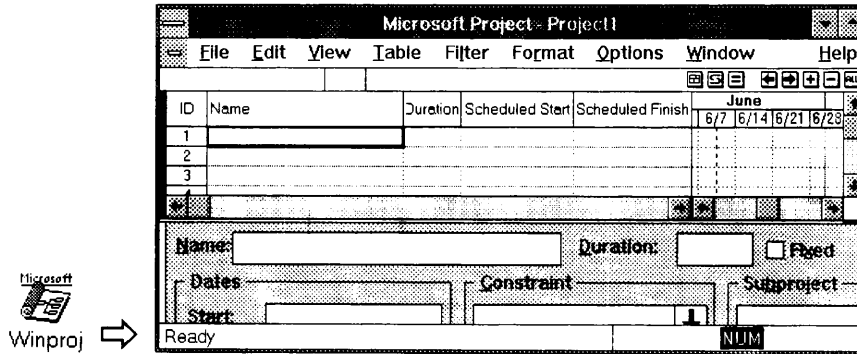 Microsoft Project - Project1
File Edit View Table Filter Format Options Window Help
ID Name Duration Scheduled Start Scheduled Finish June
6/7 6/14 6/21 6/28
1
2
3
Name: Duration: Fixed
Dates Constraint Subproject
Start:
Ready NUM
Microsoft
Winproj